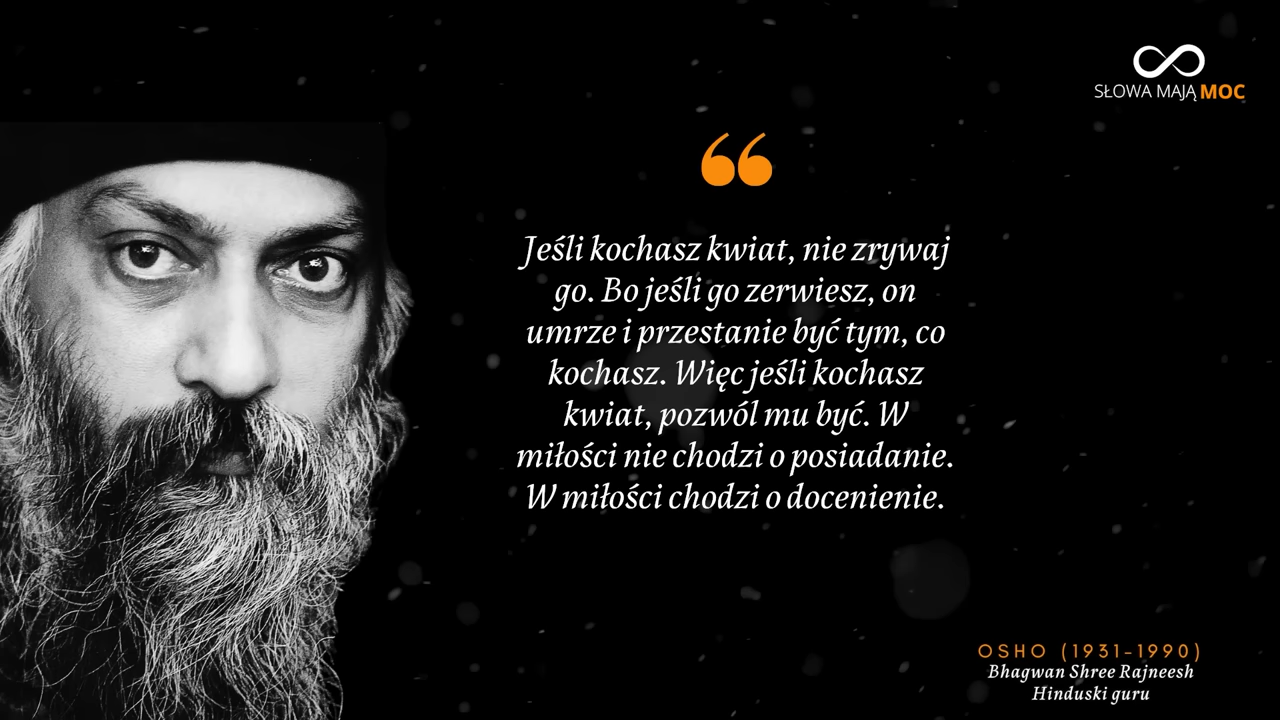 SŁOWA MAJĄ MOC
Jeśli kochasz kwiat, nie zrywaj
go. Bo jeśli go zerwiesz, on
umrze i przestanie być tym, co
kochasz. Więc jeśli kochasz
kwiat, pozwól mu być. W
miłości nie chodzi o posiadanie.
W miłości chodzi o docenienie.
OSHO (1931-1990)
Bhagwan Shree Rajneesh
Hinduski guru